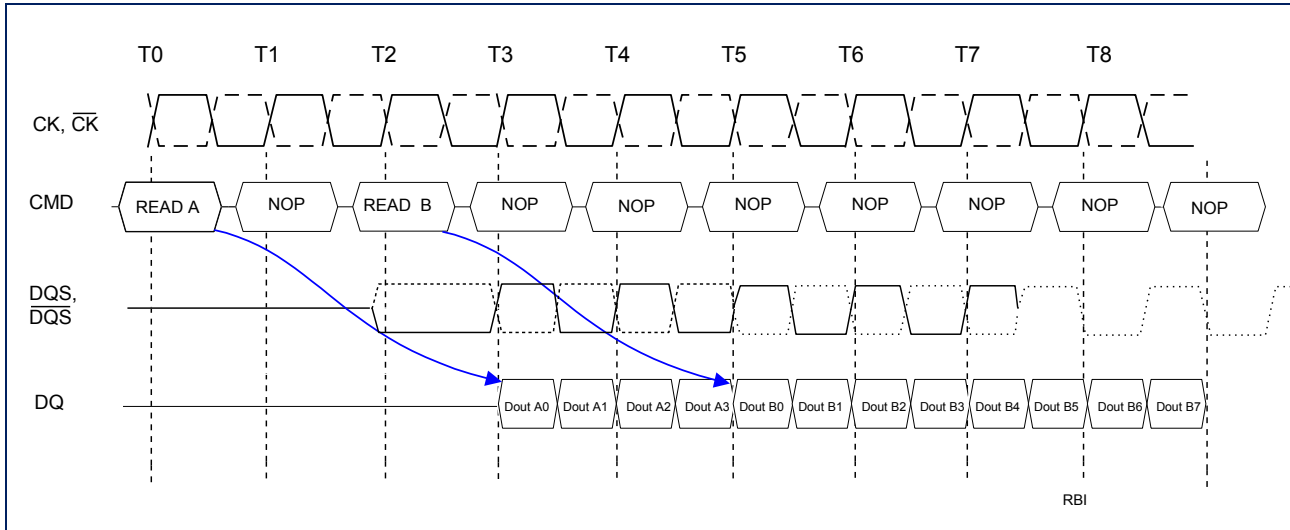 T0 T1 T2 T3 T4 T5 T6 T7 T8
CK, C̅K̅
CMD READ A NOP READ B NOP NOP NOP NOP NOP NOP NOP
DQS,
D̅Q̅S̅
DQ Dout A0 Dout A1 Dout A2 Dout A3 Dout B0 Dout B1 Dout B2 Dout B3 Dout B4 Dout B5 Dout B6 Dout B7
RBI